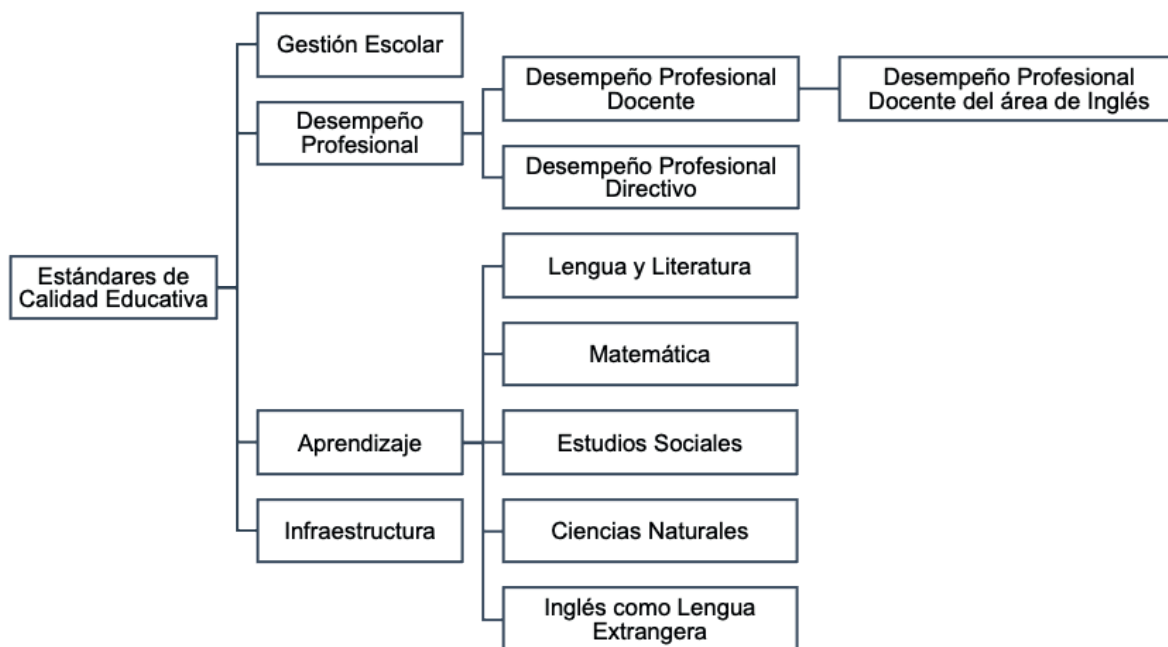 Gestión Escolar
Desempeño Profesional
Docente
Desempeño Profesional
Docente del área de Inglés
Desempeño
Profesional
Desempeño Profesional
Directivo
Estándares de
Calidad Educativa
Lengua y Literatura
Matemática
Aprendizaje
Estudios Sociales
Infraestructura
Ciencias Naturales
Inglés como Lengua
Extrangera